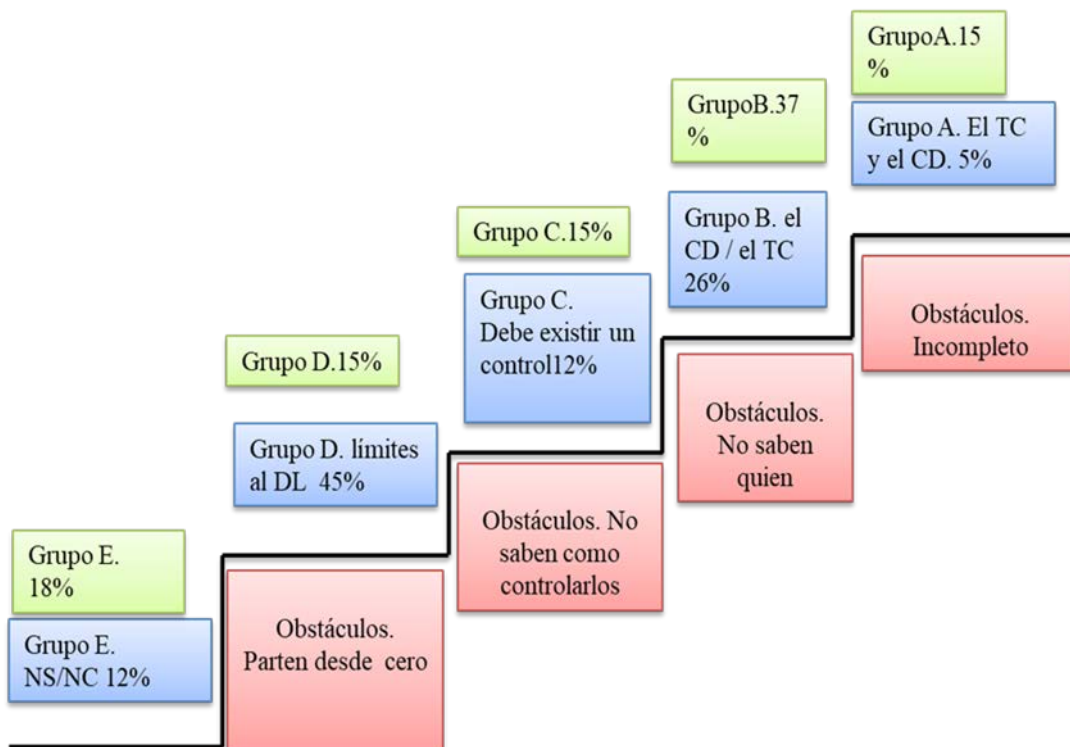 GrupoA.15
%
Grupo A. El TC
y el CD. 5%
GrupoB.37
%
Grupo B. el
CD / el TC
26%
Obstáculos.
Incompleto
Grupo C.15%
Grupo C.
Debe existir un
control12%
Obstáculos.
No saben
quien
Grupo D.15%
Grupo D. límites
al DL 45%
Obstáculos. No
saben como
controlarlos
Grupo E.
18%
Grupo E.
NS/NC 12%
Obstáculos.
Parten desde cero